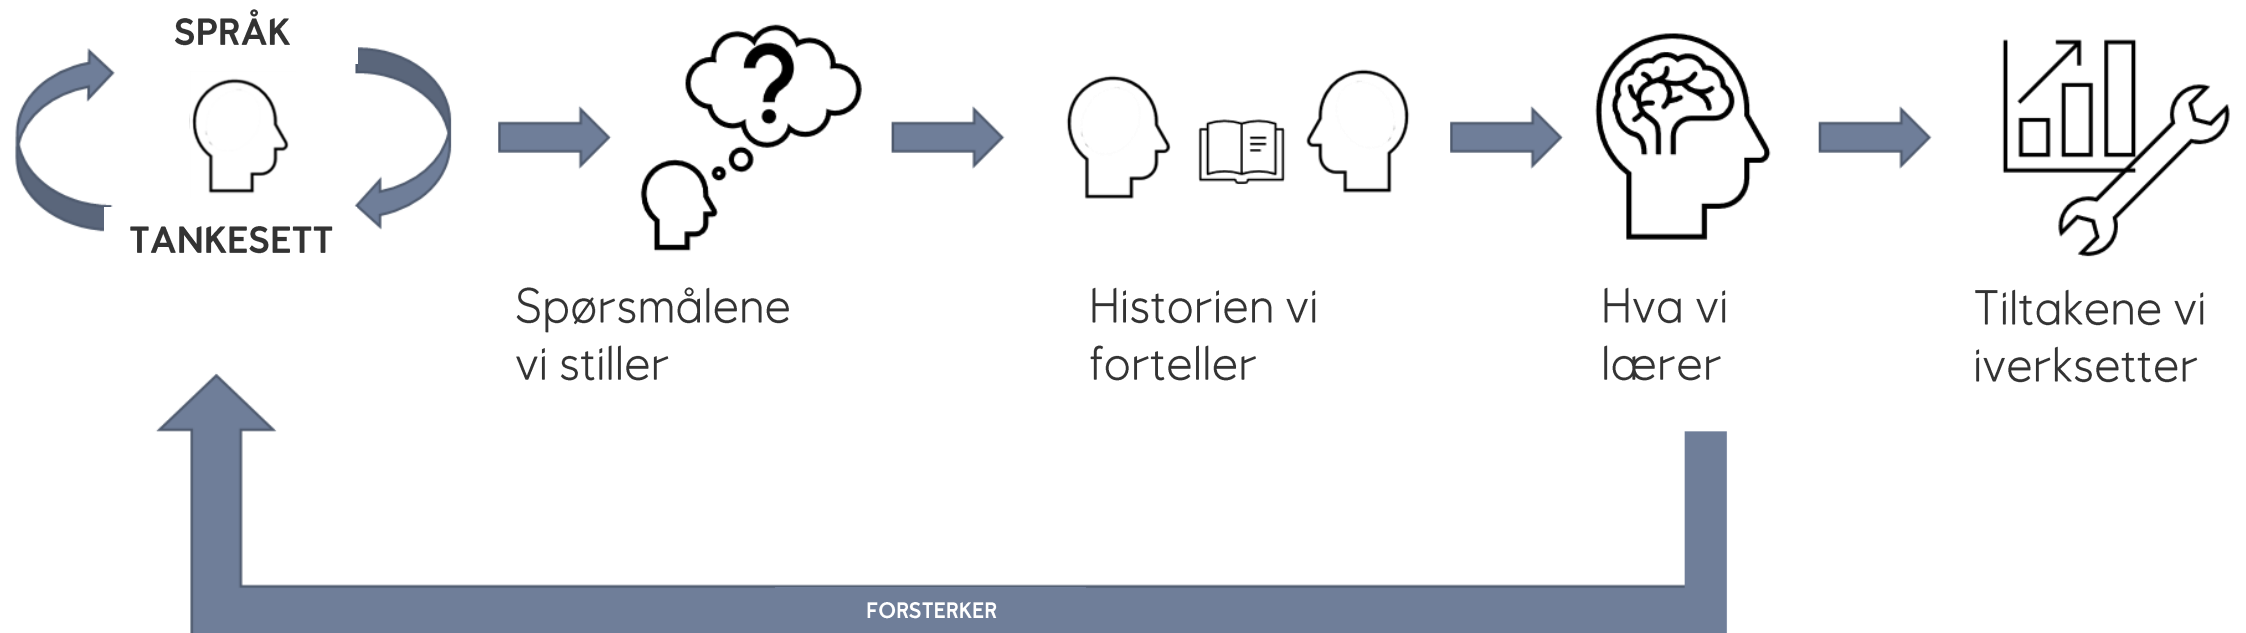 SPRÅK
TANKESETT
Spørsmålene
vi stiller
Historien vi
forteller
Hva vi
lærer
Tiltakene vi
iverksetter
FORSTERKER